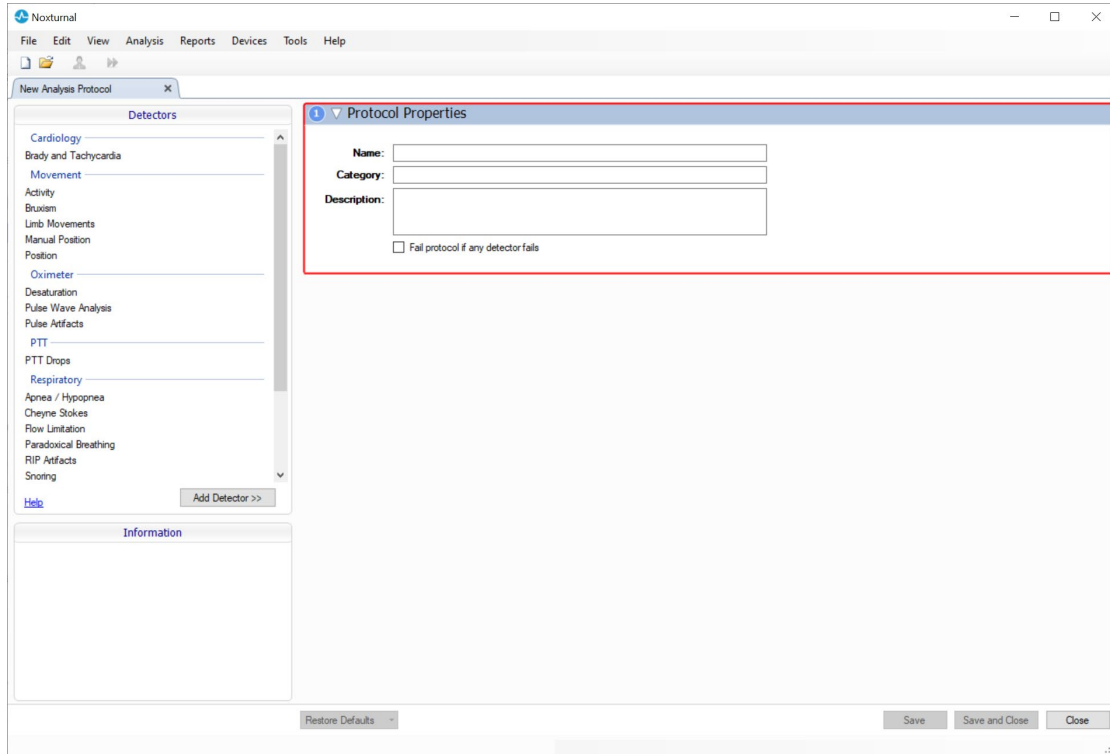 Noxturnal
File Edit View Analysis Reports Devices Tools Help
New Analysis Protocol
Detectors
Cardiology
Brady and Tachycardia
Movement
Activity
Bruxism
Limb Movements
Manual Position
Position
Oximeter
Desaturation
Pulse Wave Analysis
Pulse Artifacts
PTT
PTT Drops
Respiratory
Apnea / Hypopnea
Cheyne Stokes
Flow Limitation
Paradoxical Breathing
RIP Artifacts
Snoring
Help
Add Detector >>
Information
1 Protocol Properties
Name:
Category:
Description:
Fail protocol if any detector fails
Restore Defaults
Save Save and Close Close